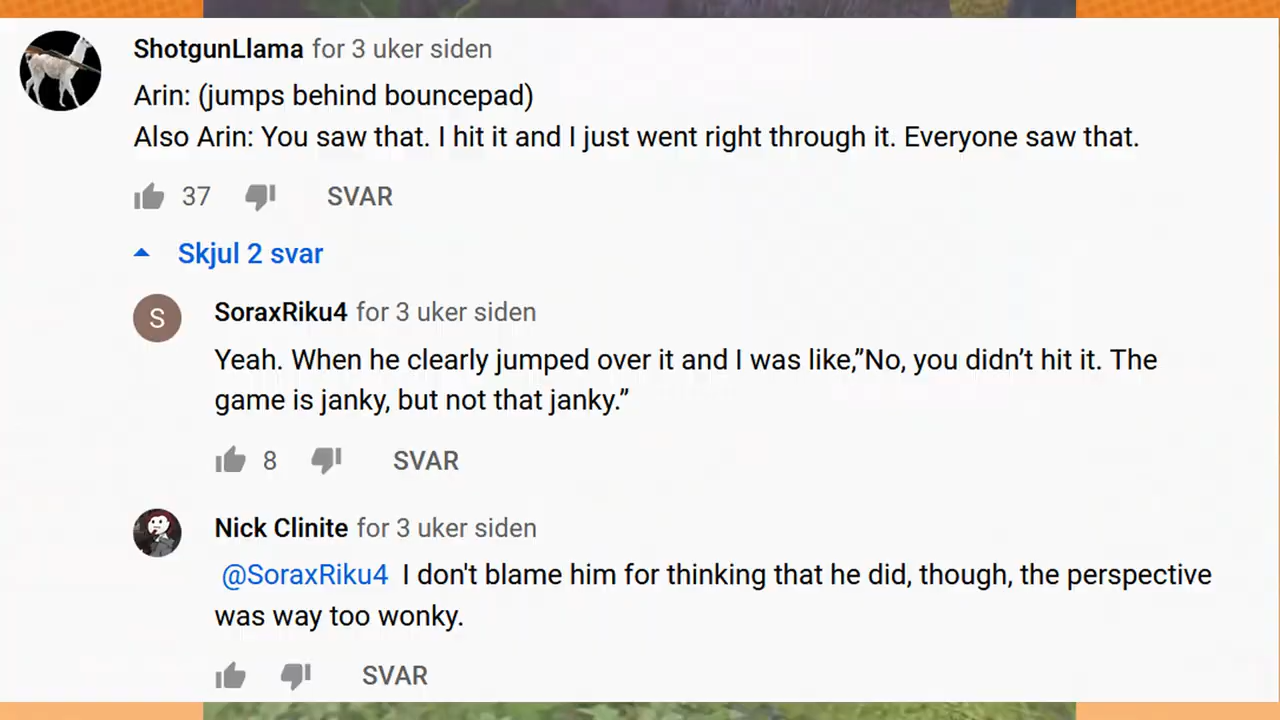 ShotgunLlama for 3 uker siden
Arin: (jumps behind bouncepad)
Also Arin: You saw that. I hit it and I just went right through it. Everyone saw that.
37 SVAR
Skjul 2 svar
S
SoraxRiku4 for 3 uker siden
Yeah. When he clearly jumped over it and I was like,”No, you didn’t hit it. The
game is janky, but not that janky.”
8 SVAR
Nick Clinite for 3 uker siden
@SoraxRiku4 I don't blame him for thinking that he did, though, the perspective
was way too wonky.
SVAR